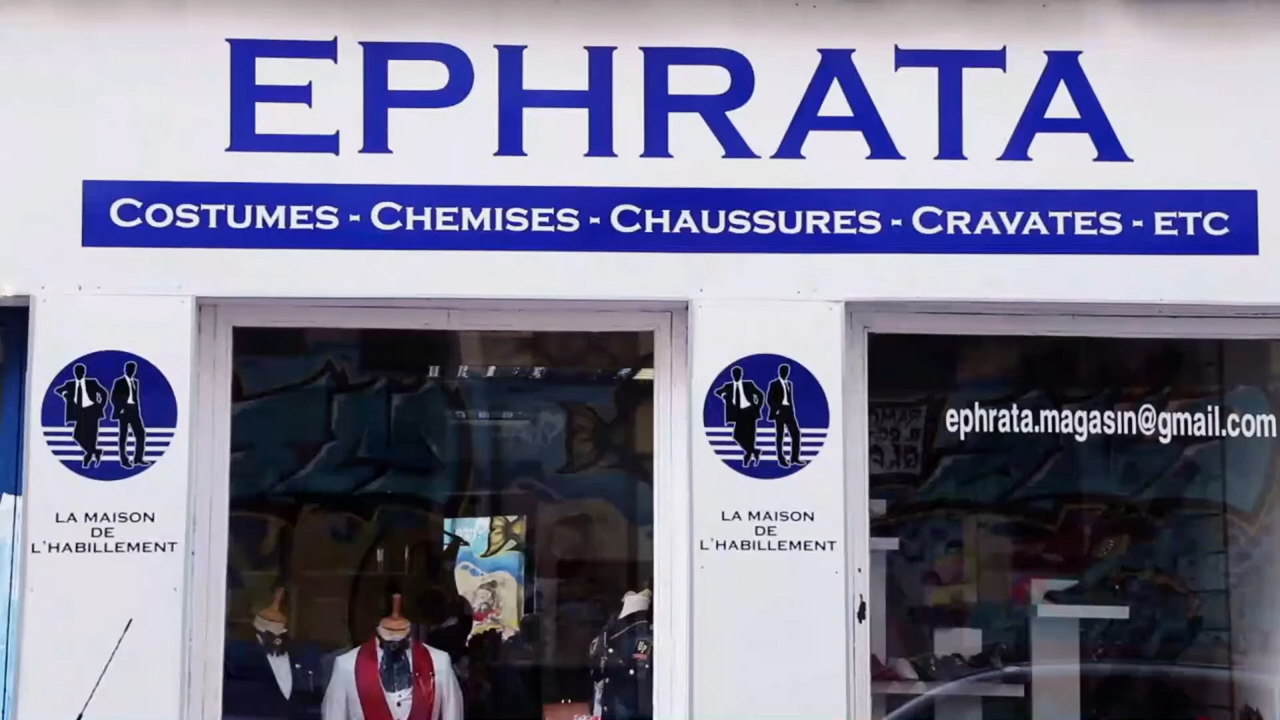 EPHRATA
COSTUMES - CHEMISES - CHAUSSURES - CRAVATES - ETC
ephrata.magasin@gmail.com
LA MAISON
DE
L'HABILLEMENT
LA MAISON
DE
L'HABILLEMENT